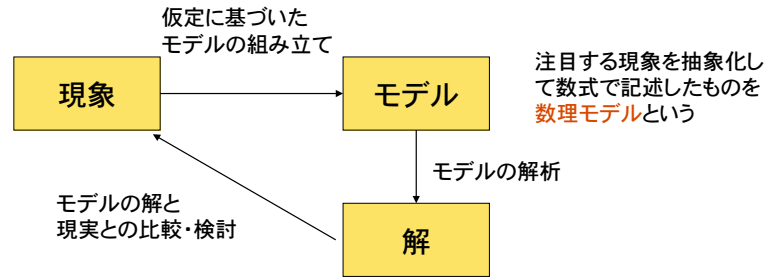 仮定に基づいた
モデルの組み立て
現象
モデル
注目する現象を抽象化し
て数式で記述したものを
数理モデルという
モデルの解析
モデルの解と
現実との比較・検討
解